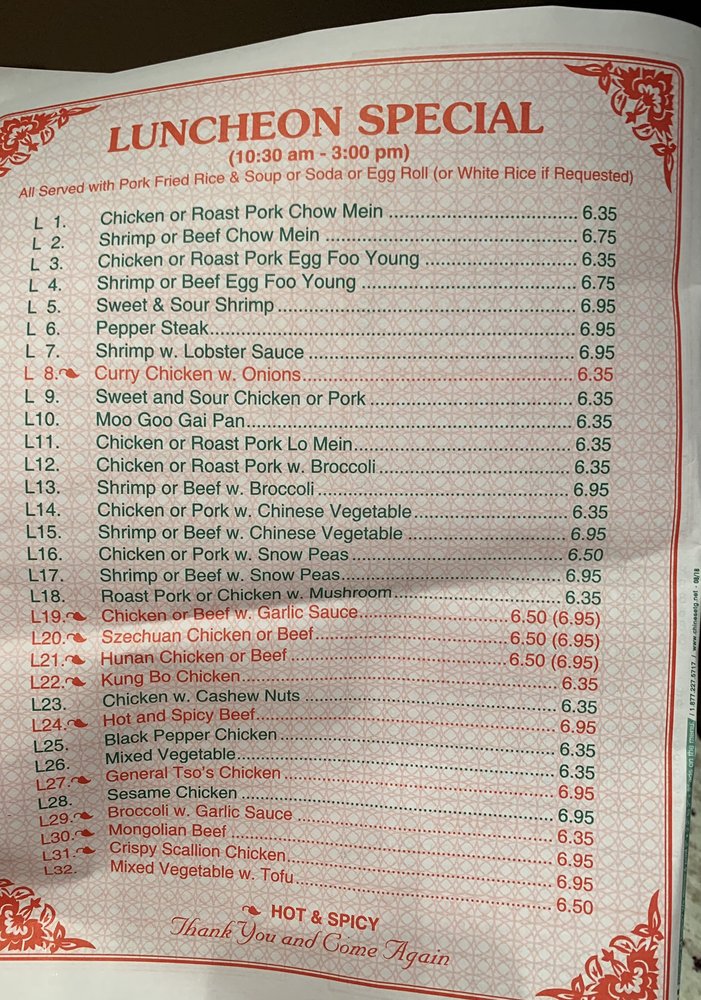 LUNCHEON SPECIAL
(10:30 am - 3:00 pm)
All Served with Pork Fried Rice & Soup or Soda or Egg Roll (or White Rice if Requested)
L 1. Chicken or Roast Pork Chow Mein 6.35
L 2. Shrimp or Beef Chow Mein 6.75
L 3. Chicken or Roast Pork Egg Foo Young 6.35
L 4. Shrimp or Beef Egg Foo Young 6.75
L 5. Sweet & Sour Shrimp 6.95
L 6. Pepper Steak 6.95
L 7. Shrimp w. Lobster Sauce 6.95
L 8. Curry Chicken w. Onions 6.35
L 9. Sweet and Sour Chicken or Pork 6.35
L10. Moo Goo Gai Pan 6.35
L11. Chicken or Roast Pork Lo Mein 6.35
L12. Chicken or Roast Pork w. Broccoli 6.35
L13. Shrimp or Beef w. Broccoli 6.95
L14. Chicken or Pork w. Chinese Vegetable 6.35
L15. Shrimp or Beef w. Chinese Vegetable 6.95
L16. Chicken or Pork w. Snow Peas 6.50
L17. Shrimp or Beef w. Snow Peas 6.95
L18. Roast Pork or Chicken w. Mushroom 6.35
L19. Chicken or Beef w. Garlic Sauce 6.50 (6.95)
L20. Szechuan Chicken or Beef 6.50 (6.95)
L21. Hunan Chicken or Beef 6.50 (6.95)
L22. Kung Bo Chicken 6.35
L23. Chicken w. Cashew Nuts 6.35
L24. Hot and Spicy Beef 6.95
L25. Black Pepper Chicken 6.35
L26. Mixed Vegetable 6.35
L27. General Tso's Chicken 6.95
L28. Sesame Chicken 6.95
L29. Broccoli w. Garlic Sauce 6.35
L30. Mongolian Beef 6.95
L31. Crispy Scallion Chicken 6.95
L32. Mixed Vegetable w. Tofu 6.50
HOT & SPICY
Thank You and Come Again
/ 1.877.227.5717 / www.chinesetg.net - 08/18